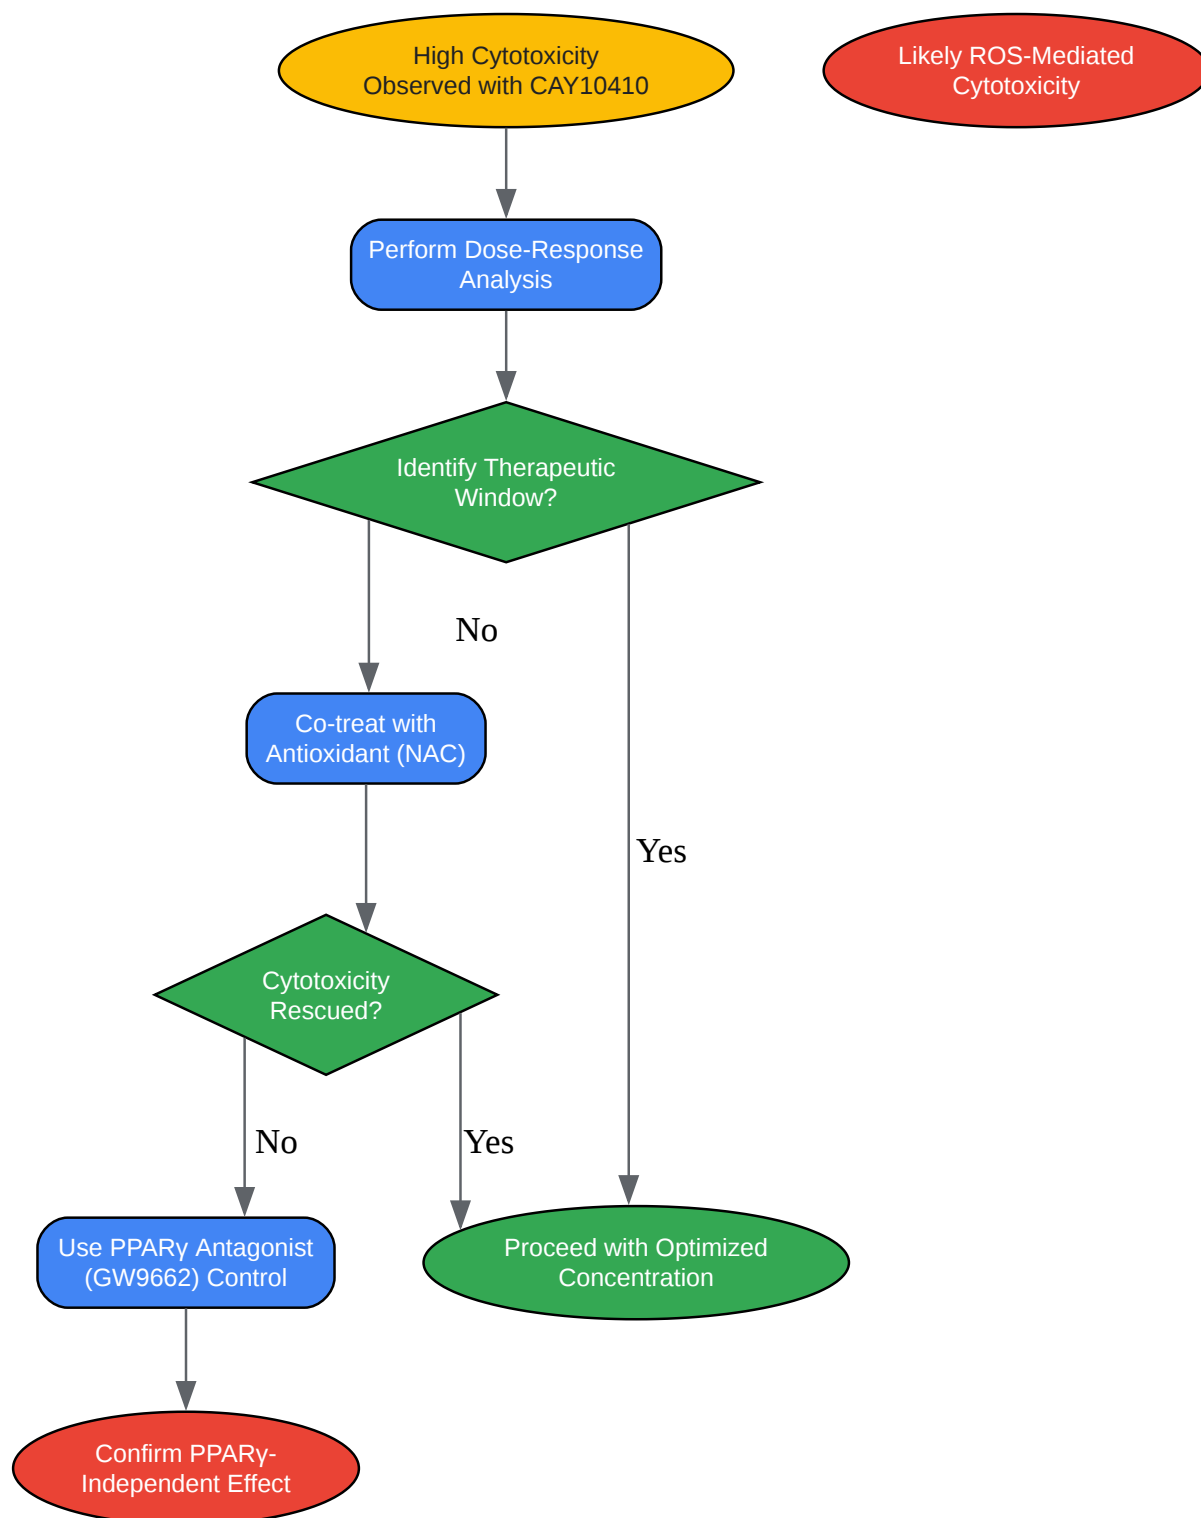 High Cytotoxicity
Observed with CAY10410
Likely ROS-Mediated
Cytotoxicity
Perform Dose-Response
Analysis
Identify Therapeutic
Window?
No
Co-treat with
Antioxidant (NAC)
Yes
Cytotoxicity
Rescued?
No
Yes
Use PPARγ Antagonist
(GW9662) Control
Proceed with Optimized
Concentration
Confirm PPARγ-
Independent Effect